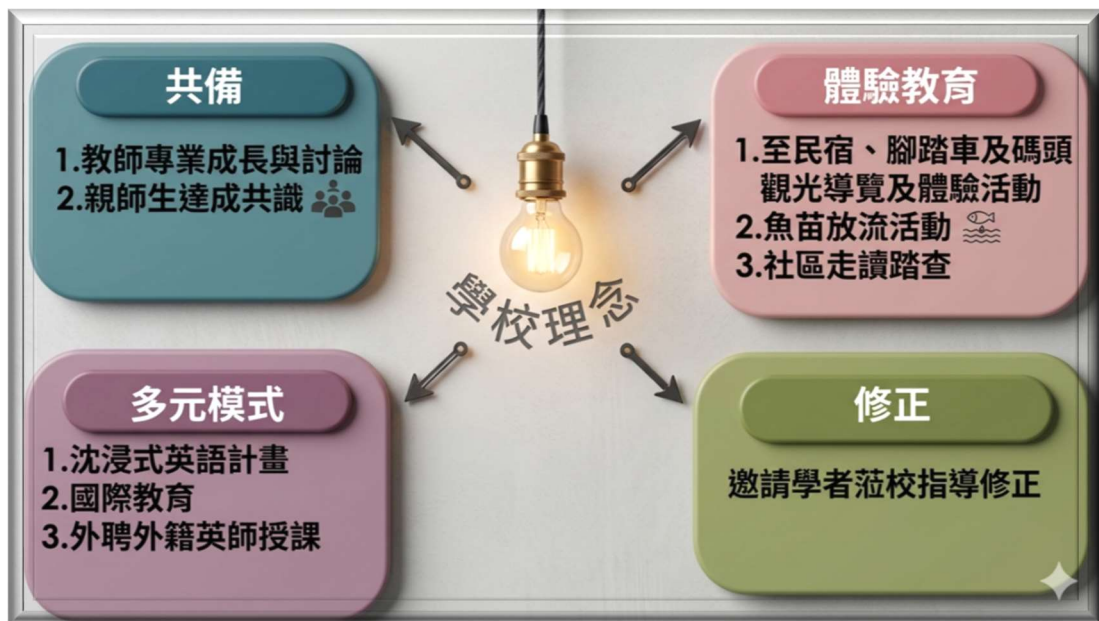 共備
1.教師專業成長與討論
2.親師生達成共識
體驗教育
1.至民宿、腳踏車及碼頭
觀光導覽及體驗活動
2.魚苗放流活動
3.社區走讀踏查
學校理念
多元模式
1.沈浸式英語計畫
2.國際教育
3.外聘外籍英師授課
修正
邀請學者蒞校指導修正